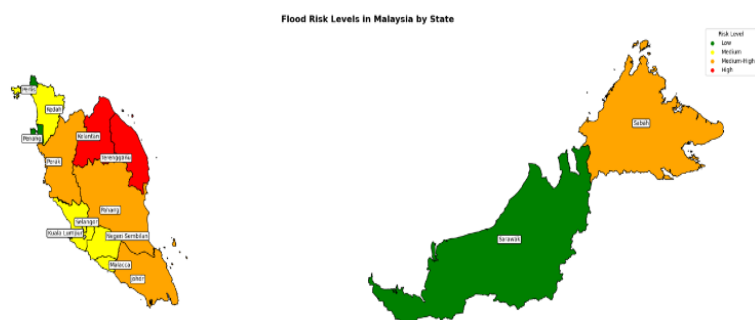 Flood Risk Levels in Malaysia by State
Risk Level
Low
Medium
Medium-High
High
Perlis
Kedah
Penang
Kelantan
Terengganu
Perak
Pahang
Selangor
Kuala Lumpur
Negeri Sembilan
Malacca
Johor
Sabah
Sarawak